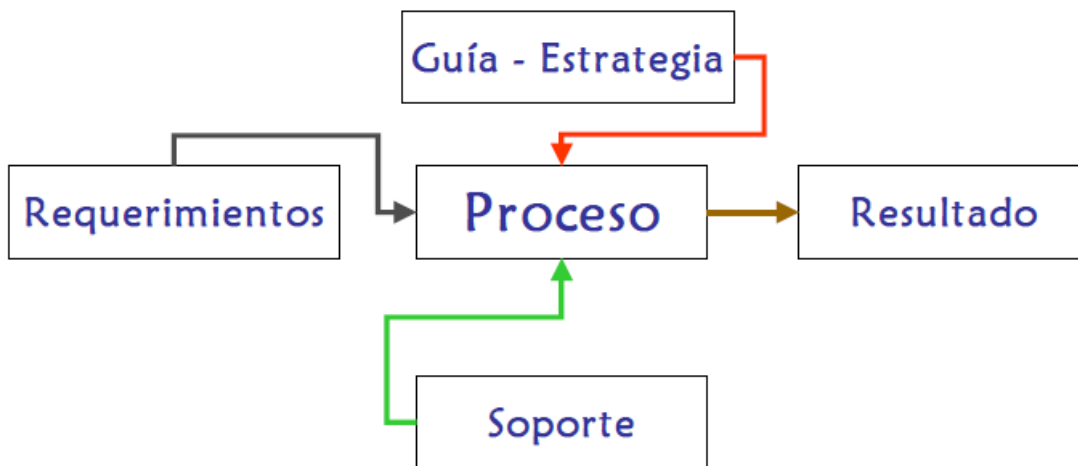 Guía - Estrategia
Requerimientos
Proceso
Resultado
Soporte